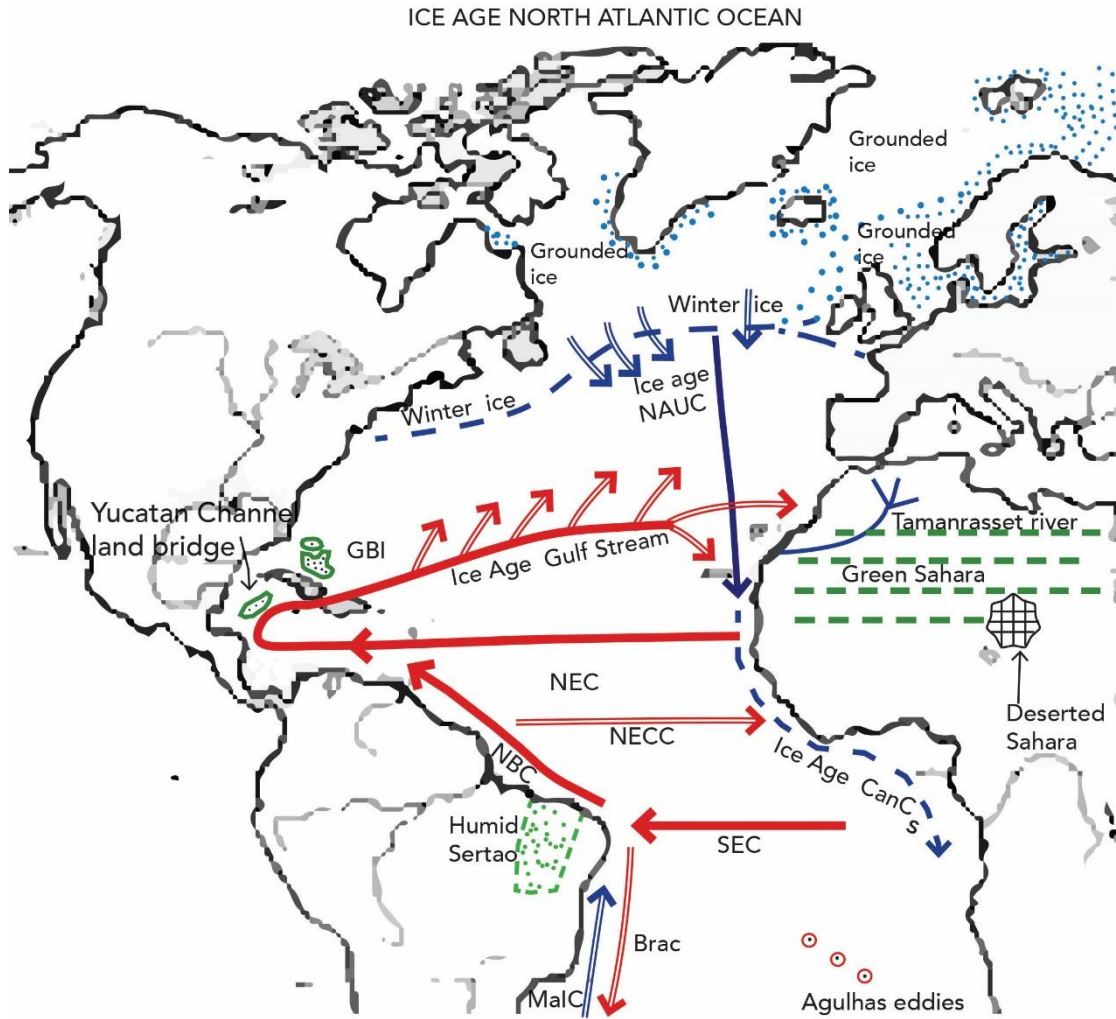 ICE AGE NORTH ATLANTIC OCEAN
Grounded
ice
Grounded
ice
Grounded
ice
Winter ice
Winter ice
Ice age
NAUC
Yucatan Channel
land bridge
GBI
Ice Age Gulf Stream
Tamanrasset river
Green Sahara
NEC
NECC
Deserted
Sahara
NBC
Ice Age CanCs
Humid
Sertao
SEC
Brac
MalC
Agulhas eddies